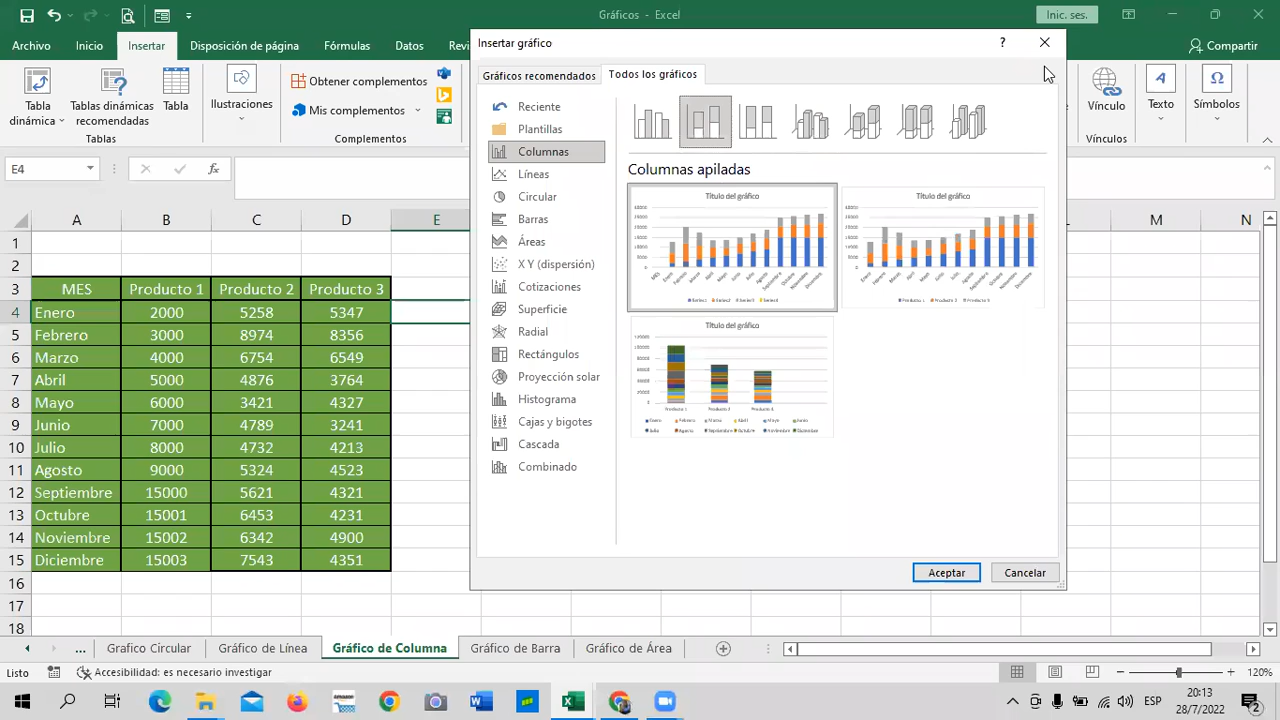 Gráficos - Excel
Inic. ses.
Archivo Inicio Insertar Disposición de página Fórmulas Datos Revi
Compartir
Tabla dinámica
Tablas dinámicas recomendadas
Tabla
Tablas
Ilustraciones
Obtener complementos
Mis complementos
Complementos
Vínculo
Vínculos
Texto
Símbolos
Insertar gráfico
?
Gráficos recomendados
Todos los gráficos
Reciente
Plantillas
Columnas
Líneas
Circular
Barras
Áreas
X Y (dispersión)
Cotizaciones
Superficie
Radial
Rectángulos
Proyección solar
Histograma
Cajas y bigotes
Cascada
Combinado
Columnas apiladas
Título del gráfico
Título del gráfico
Título del gráfico
Aceptar
Cancelar
E4
fx
A B C D E M N
1
2
3 MES Producto 1 Producto 2 Producto 3
4 Enero 2000 5258 5347
5 Febrero 3000 8974 8356
6 Marzo 4000 6754 6549
7 Abril 5000 4876 3764
8 Mayo 6000 3421 4327
9 Junio 7000 4789 3241
10 Julio 8000 4732 4213
11 Agosto 9000 5324 4523
12 Septiembre 15000 5621 4321
13 Octubre 15001 6453 4231
14 Noviembre 15002 6342 4900
15 Diciembre 15003 7543 4351
16
17
18
... Grafico Circular Gráfico de Línea Gráfico de Columna Gráfico de Barra Gráfico de Área
Listo
Accesibilidad: es necesario investigar
120%
ESP
20:13
28/7/2022
2